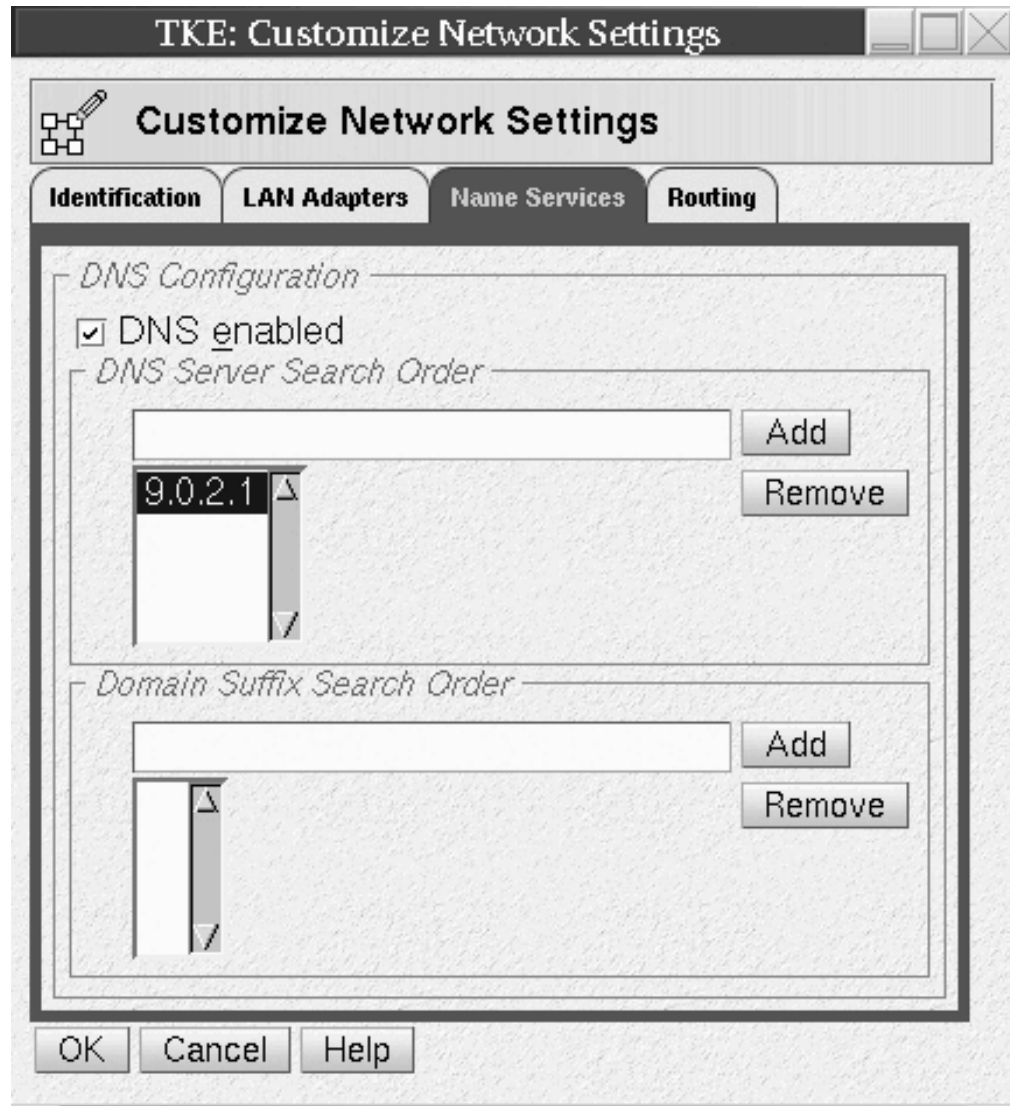 TKE: Customize Network Settings
Customize Network Settings
Identification LAN Adapters Name Services Routing
DNS Configuration
DNS enabled
DNS Server Search Order
Add
9.0.2.1 Remove
Domain Suffix Search Order
Add
Remove
OK Cancel Help